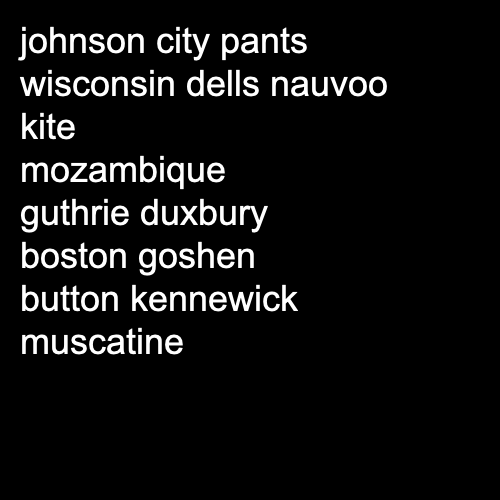 johnson city pants
wisconsin dells nauvoo
kite
mozambique
guthrie duxbury
boston goshen
button kennewick
muscatine